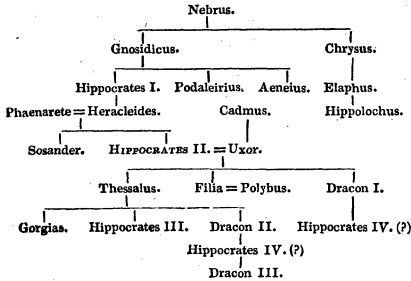 Nebrus.
Gnosidicus. Chrysus.
Hippocrates I. Podaleirius. Aeneius. Elaphus.
Phaenarete = Heracleides. Cadmus. Hippolochus.
Sosander. HIPPOCRATES II. = Uxor.
Thessalus. Filia = Polybus. Dracon I.
Gorgias. Hippocrates III. Dracon II. Hippocrates IV. (?)
Hippocrates IV. (?)
Dracon III.